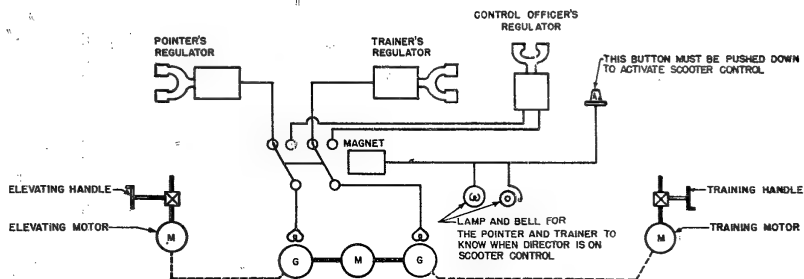 CONTROL OFFICER'S
REGULATOR
POINTER'S
REGULATOR
TRAINER'S
REGULATOR
THIS BUTTON MUST BE PUSHED DOWN
TO ACTIVATE SCOOTER CONTROL
MAGNET
ELEVATING HANDLE
TRAINING HANDLE
LAMP AND BELL FOR
THE POINTER AND TRAINER TO
KNOW WHEN DIRECTOR IS ON
SCOOTER CONTROL
ELEVATING MOTOR
M
G
M
G
M
TRAINING MOTOR